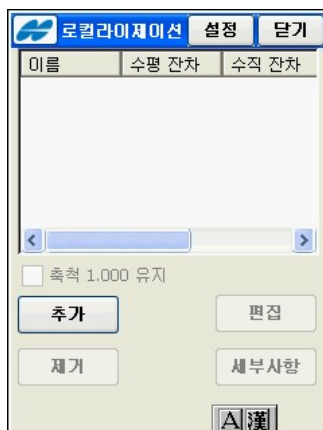 로컬라이제이션 설정 닫기
이름 수평 잔차 수직 잔차
축척 1.000 유지
추가 편집
제거 세부사항
A 漢